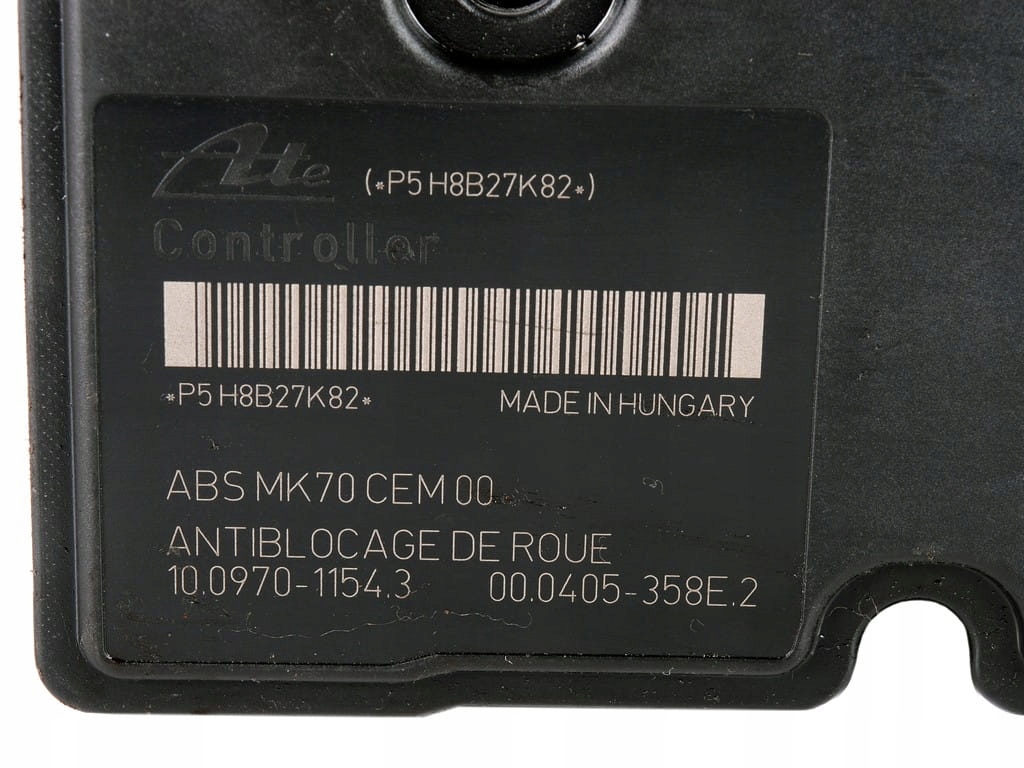 Ate (*P5 H8B27K82*)
Controller
*P5 H8B27K82* MADE IN HUNGARY
ABS MK70 CEM 00
ANTIBLOCAGE DE ROUE
10.0970-1154.3 00.0405-358E.2